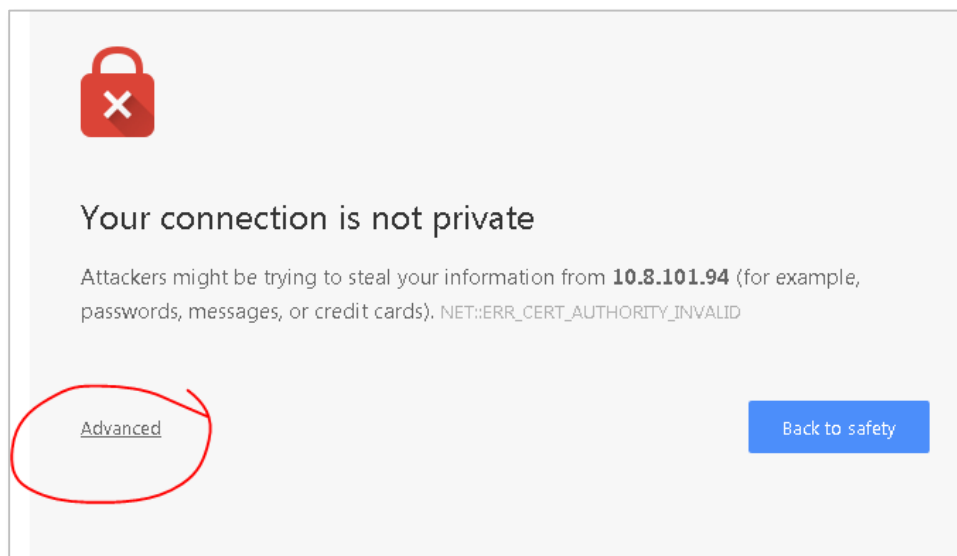 Your connection is not private
Attackers might be trying to steal your information from 10.8.101.94 (for example,
passwords, messages, or credit cards). NET::ERR_CERT_AUTHORITY_INVALID
Advanced
Back to safety